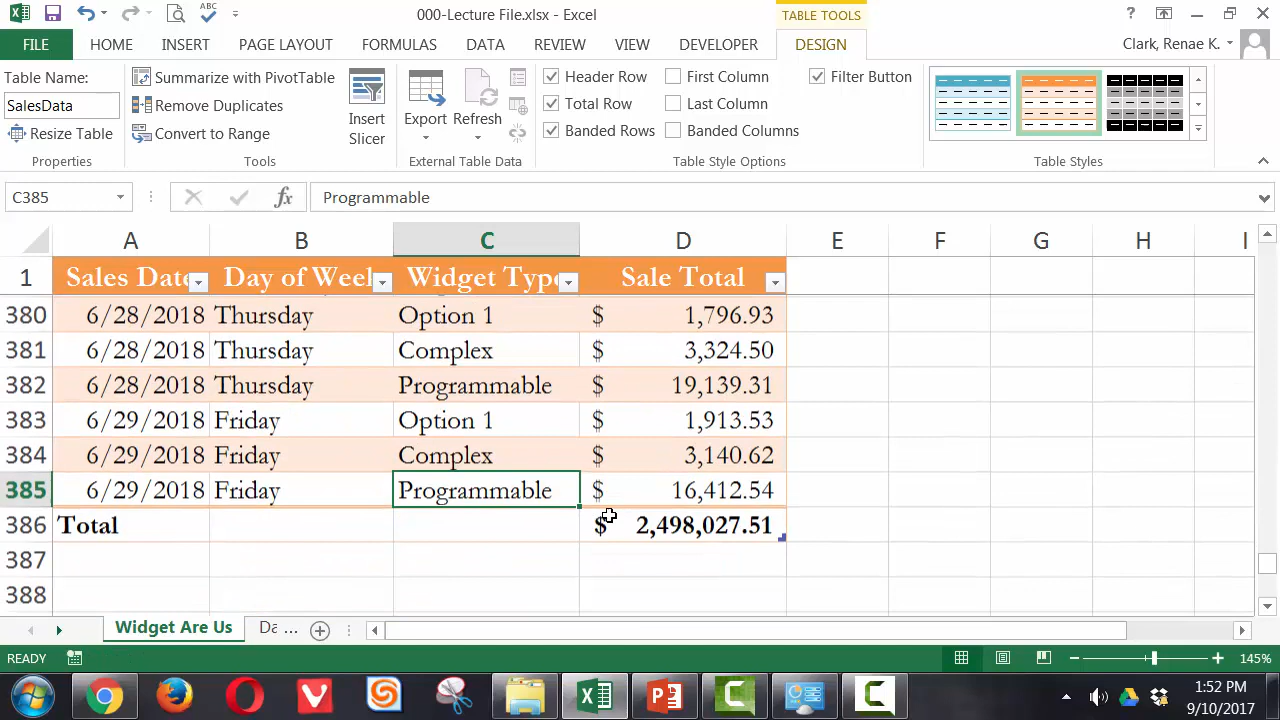 000-Lecture File.xlsx - Excel
TABLE TOOLS
FILE HOME INSERT PAGE LAYOUT FORMULAS DATA REVIEW VIEW DEVELOPER DESIGN Clark, Renae K.
Table Name:
SalesData
Resize Table
Properties
Summarize with PivotTable
Remove Duplicates
Convert to Range
Tools
Insert
Slicer
Export
Refresh
External Table Data
Header Row First Column Filter Button
Total Row Last Column
Banded Rows Banded Columns
Table Style Options
Table Styles
C385 fx Programmable
A B C D E F G H I
1 Sales Date Day of Week Widget Type Sale Total
380 6/28/2018 Thursday Option 1 $ 1,796.93
381 6/28/2018 Thursday Complex $ 3,324.50
382 6/28/2018 Thursday Programmable $ 19,139.31
383 6/29/2018 Friday Option 1 $ 1,913.53
384 6/29/2018 Friday Complex $ 3,140.62
385 6/29/2018 Friday Programmable $ 16,412.54
386 Total $ 2,498,027.51
387
388
Widget Are Us Da ...
READY 145%
1:52 PM
9/10/2017